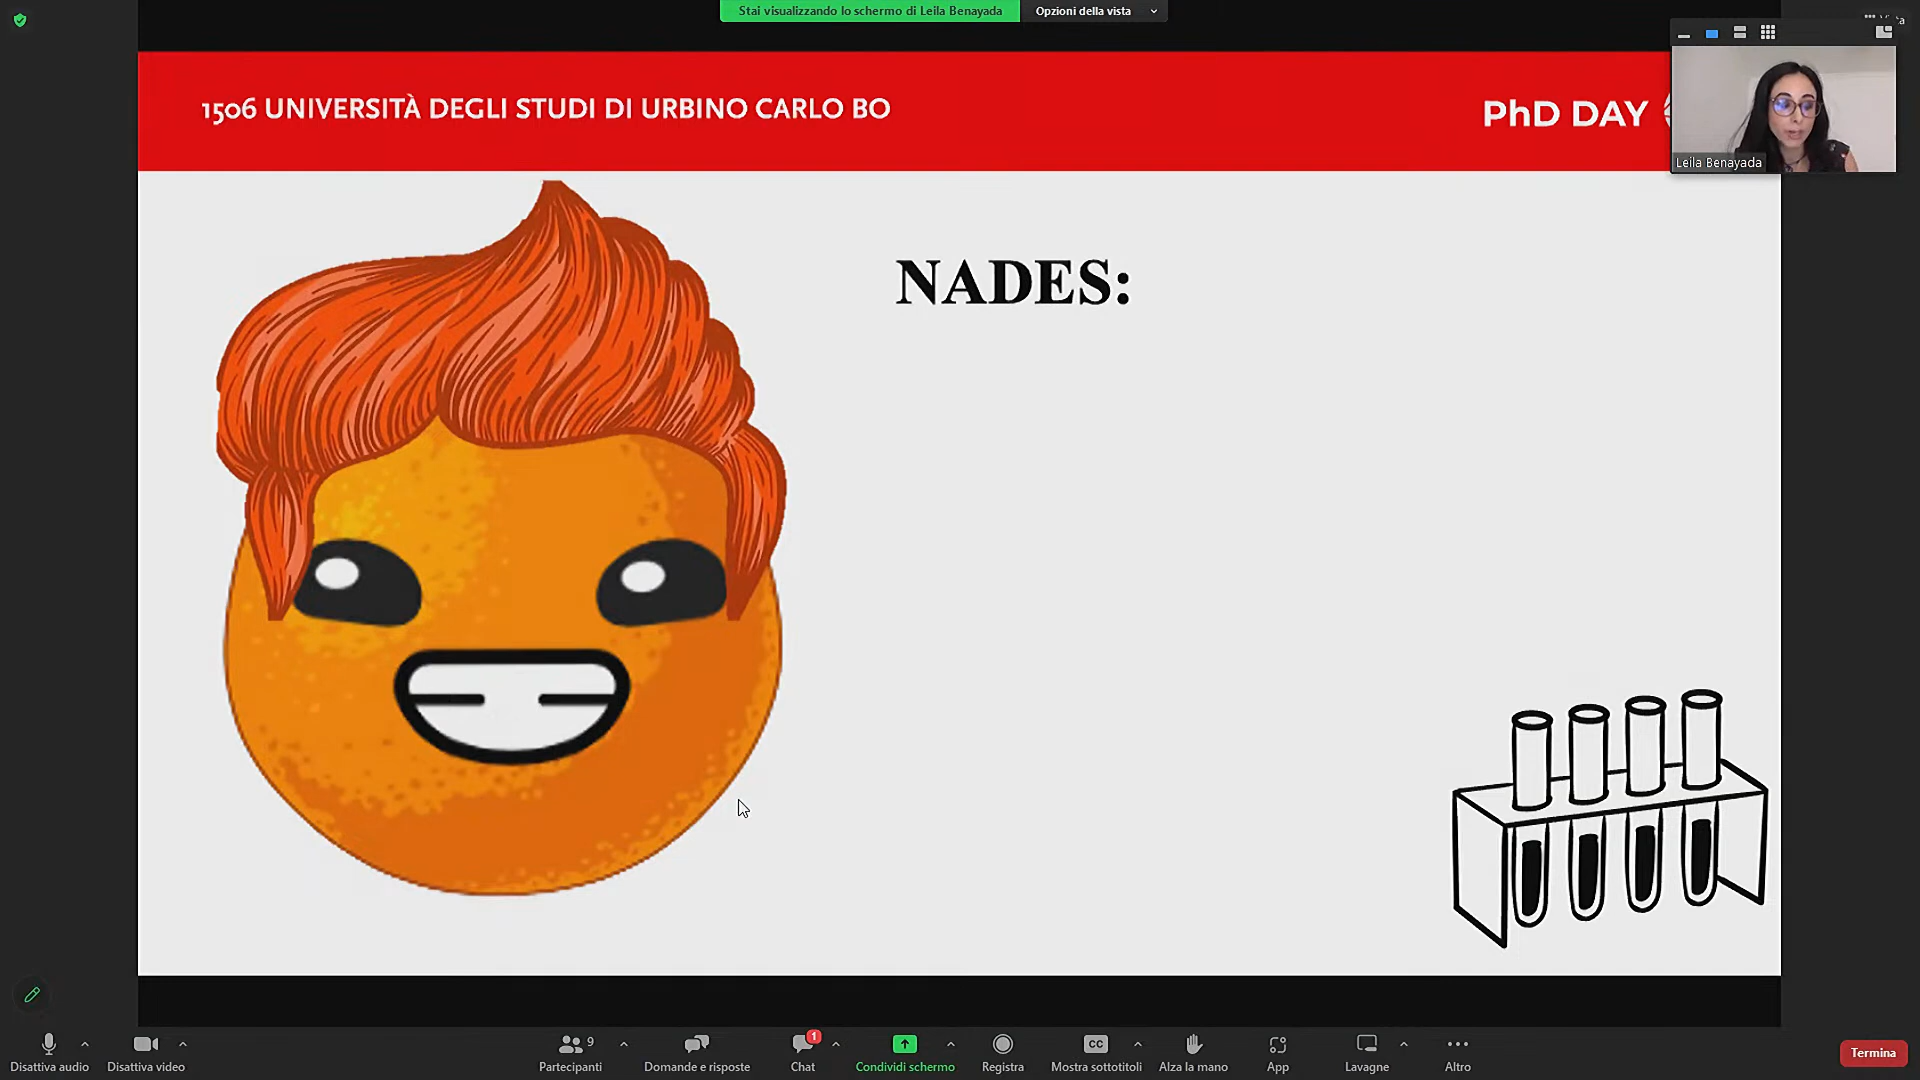 Stai visualizzando lo schermo di Leila Benayada
Opzioni della vista
1506 UNIVERSITÀ DEGLI STUDI DI URBINO CARLO BO
PhD DAY
Leila Benayada
NADES:
Disattiva audio
Disattiva video
9
Partecipanti
Domande e risposte
1
Chat
Condividi schermo
Registra
CC
Mostra sottotitoli
Alza la mano
App
Lavagne
Altro
Termina